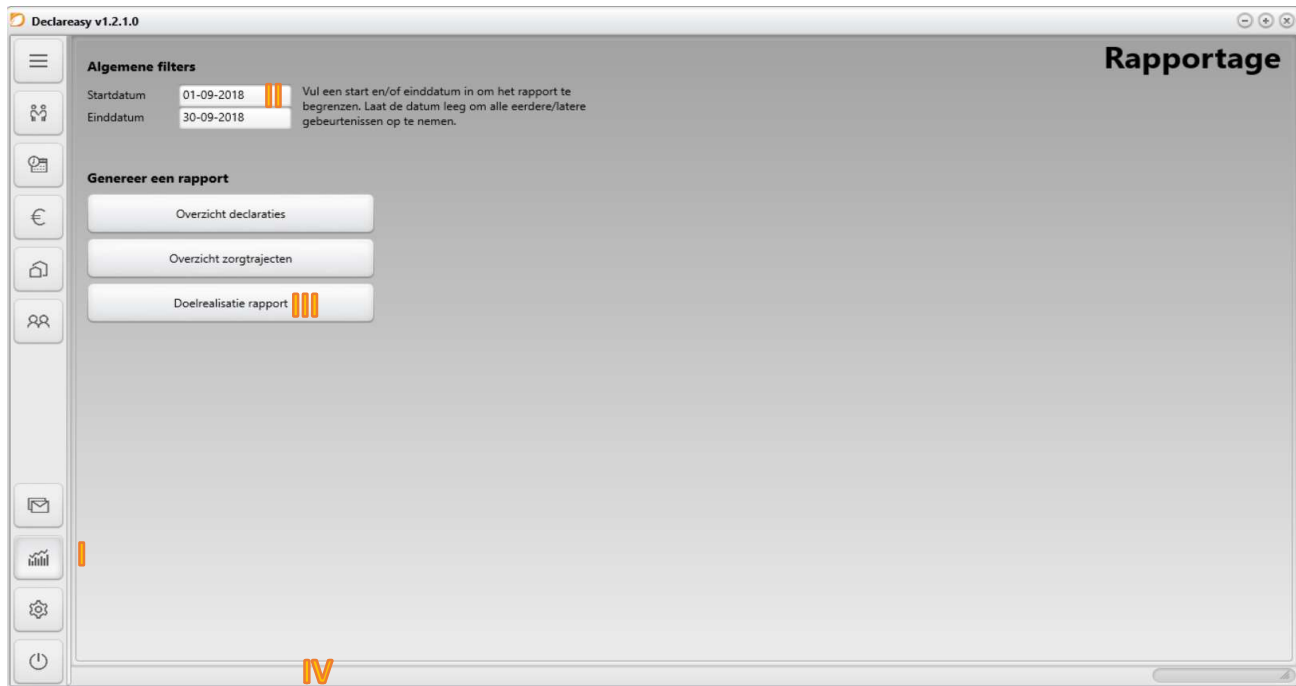 Declareasy v1.2.1.0
Rapportage
Algemene filters
Startdatum 01-09-2018 II Vul een start en/of einddatum in om het rapport te
Einddatum 30-09-2018 begrenzen. Laat de datum leeg om alle eerdere/latere
gebeurtenissen op te nemen.
Genereer een rapport
Overzicht declaraties
€
Overzicht zorgtrajecten
Doelrealisatie rapport III
I
IV